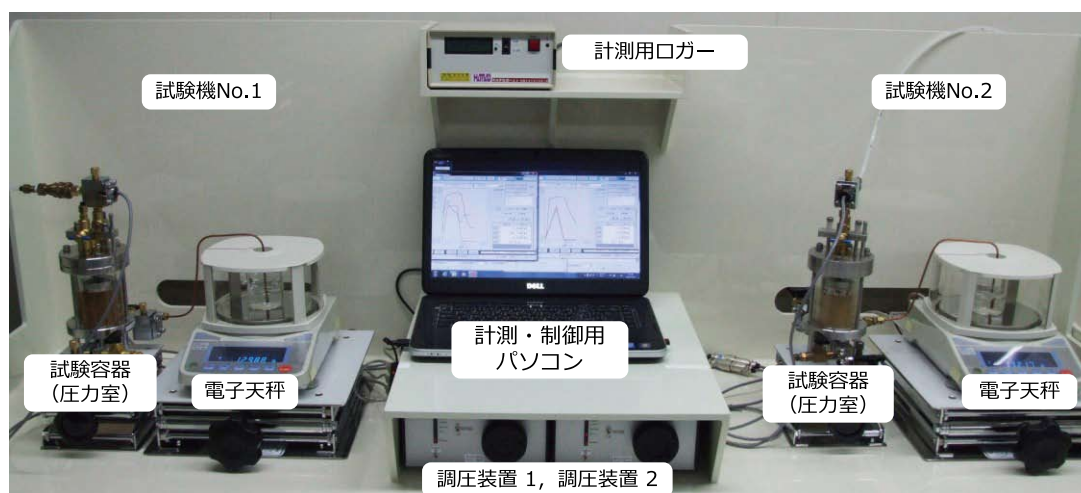 計測用ロガー
試験機No.1
試験機No.2
DELL
計測・制御用
パソコン
試験容器
（圧力室）
電子天秤
試験容器
（圧力室）
電子天秤
調圧装置 1，調圧装置 2